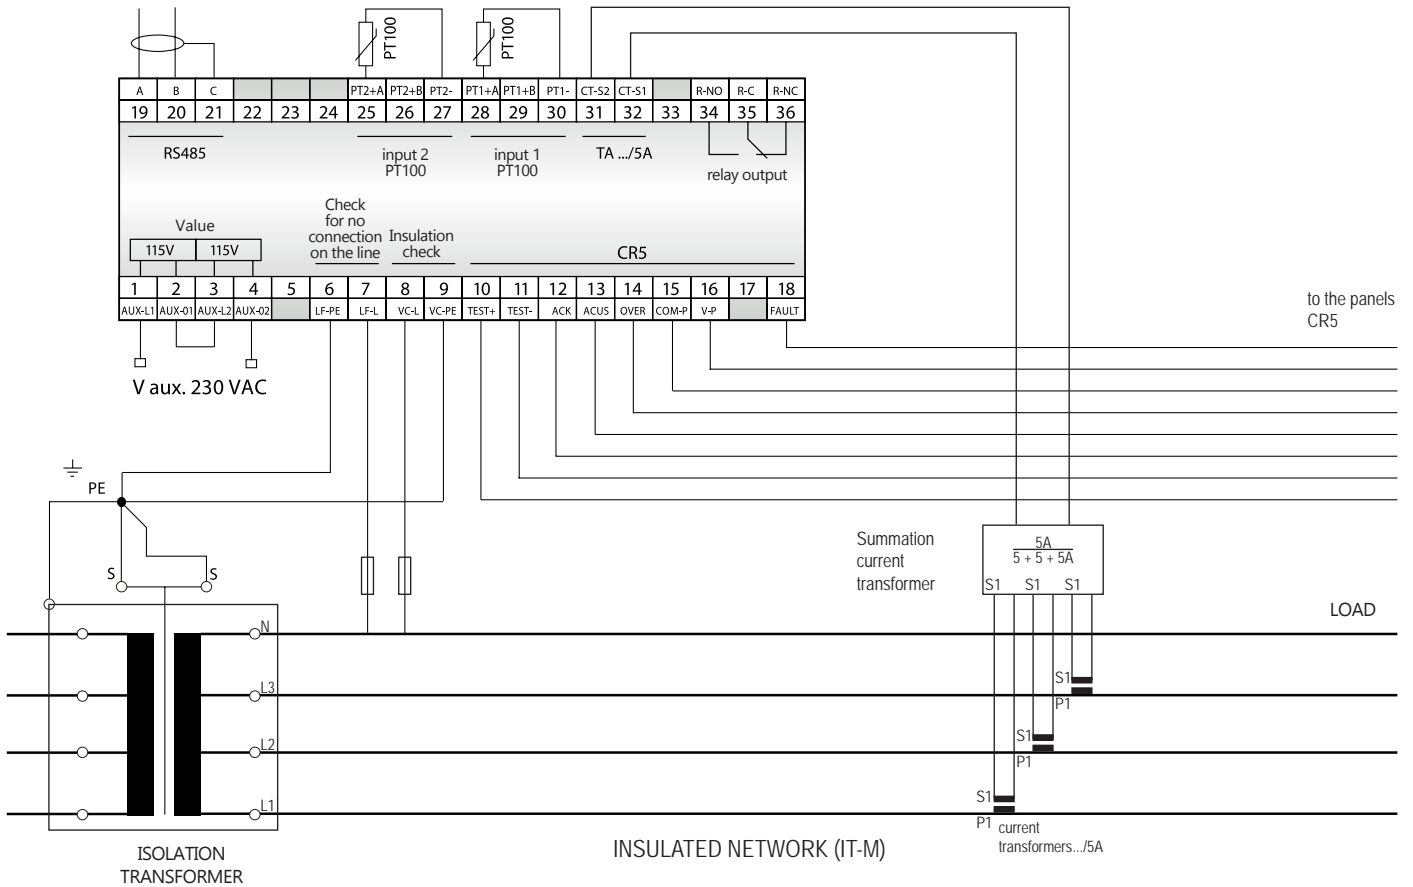 PT100
PT100
A B C PT2+A PT2+B PT2- PT1+A PT1+B PT1- CT-S2 CT-S1 R-NO R-C R-NC
19 20 21 22 23 24 25 26 27 28 29 30 31 32 33 34 35 36
RS485
input 2
PT100
input 1
PT100
TA .../5A
relay output
Value
115V 115V
Check
for no
connection
on the line
Insulation
check
CR5
1 2 3 4 5 6 7 8 9 10 11 12 13 14 15 16 17 18
AUX-L1 AUX-01 AUX-L2 AUX-02 LF-PE LF-L VC-L VC-PE TEST+ TEST- ACK ACUS OVER COM-P V-P FAULT
to the panels
CR5
V aux. 230 VAC
PE
S S
Summation
current
transformer
5A
5 + 5 + 5A
S1 S1 S1
LOAD
N
L3
S1
P1
L2
S1
P1
L1
S1
P1
current
transformers.../5A
ISOLATION
TRANSFORMER
INSULATED NETWORK (IT-M)